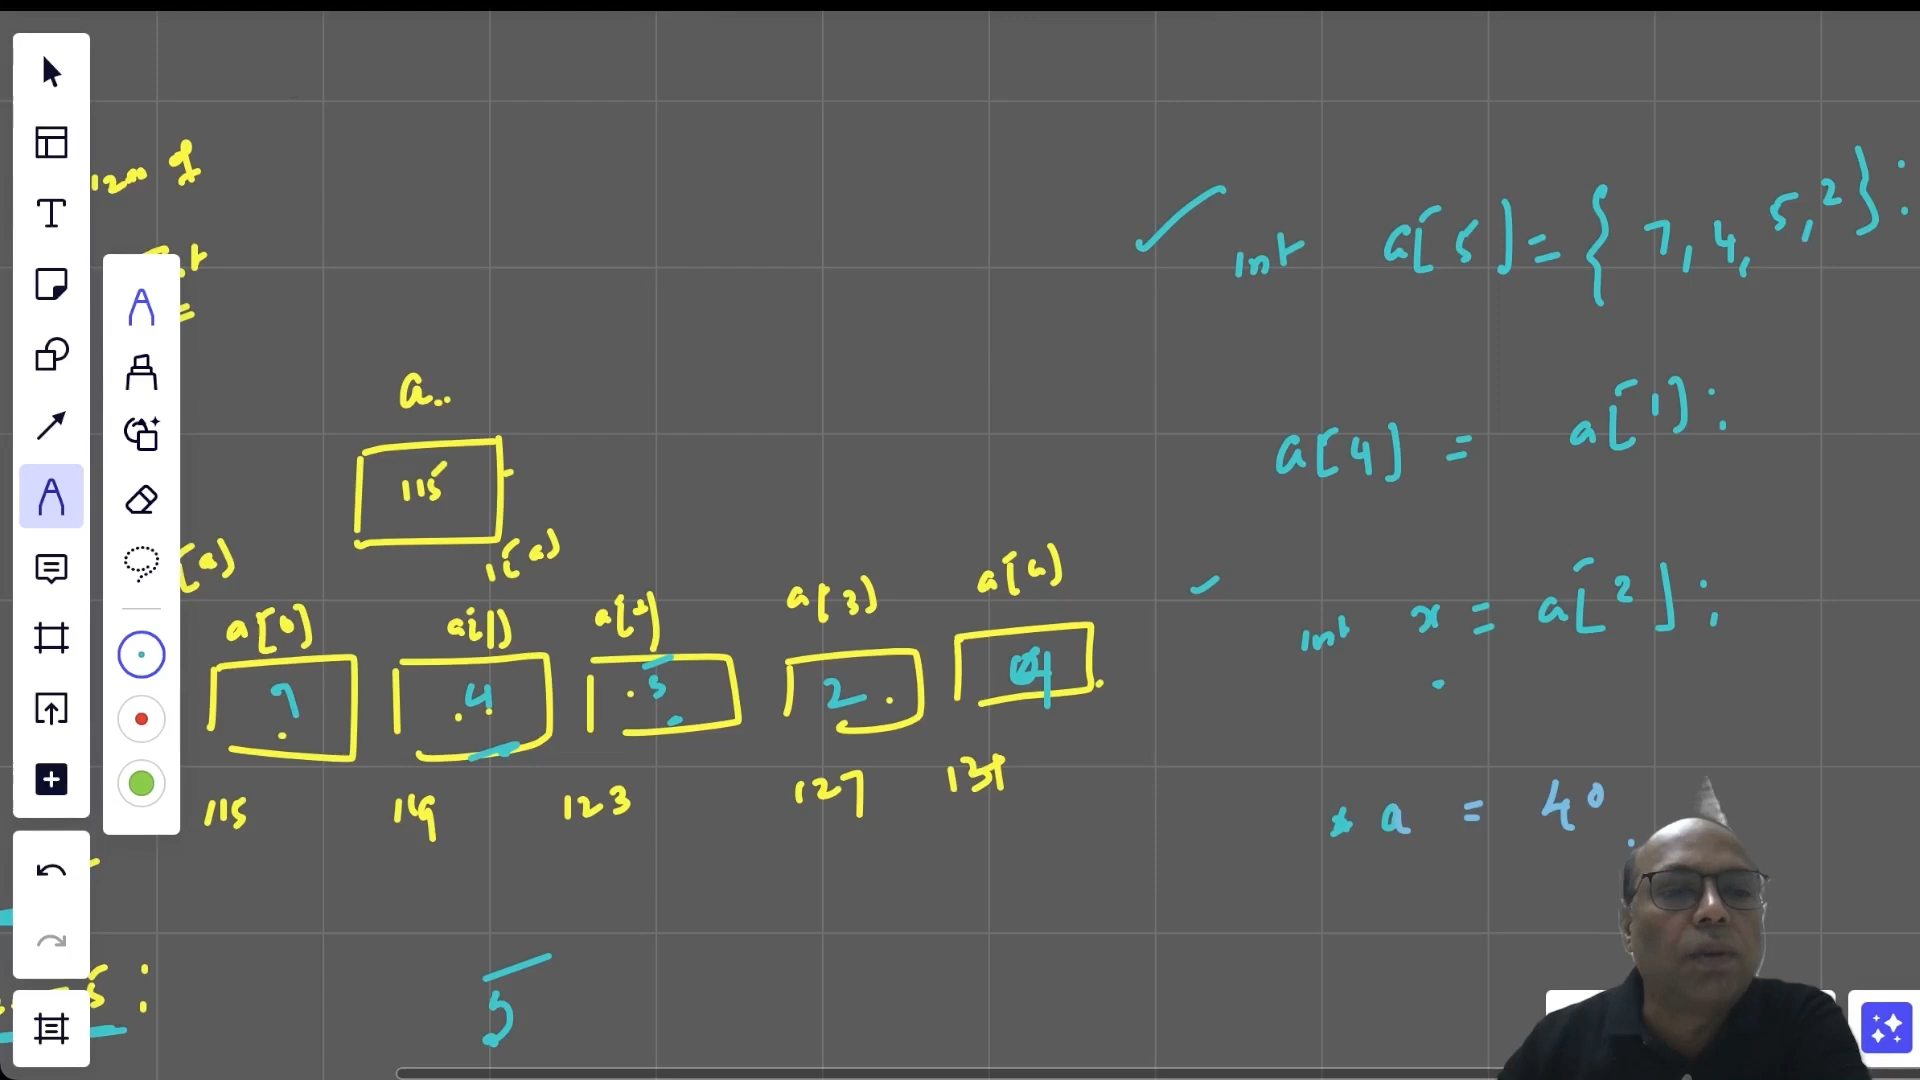 int a[5] = { 7, 4, 5, 2 };
a[4] = a[1];
int x = a[2];
*a = 40
a
115
a[0] a[1] a[2] a[3] a[4]
7 4 5 2 4
115 119 123 127 131
5